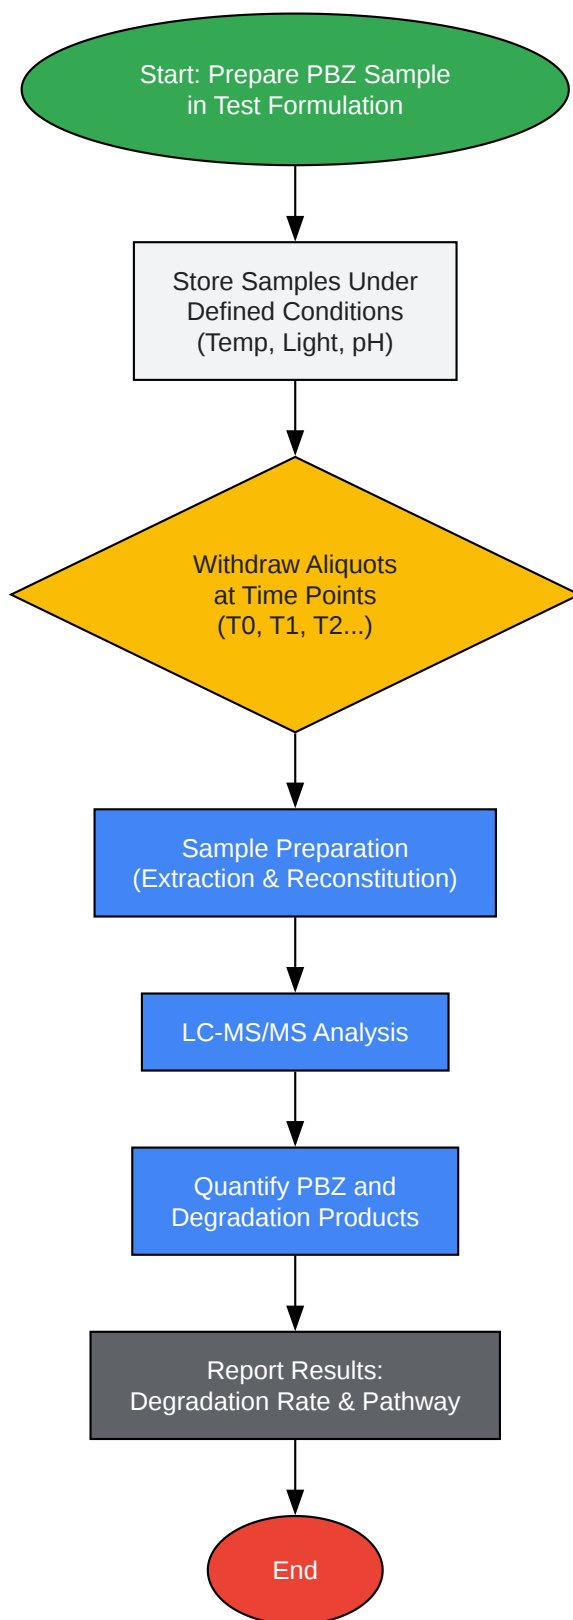 Start: Prepare PBZ Sample
in Test Formulation
Store Samples Under
Defined Conditions
(Temp, Light, pH)
Withdraw Aliquots
at Time Points
(T0, T1, T2...)
Sample Preparation
(Extraction & Reconstitution)
LC-MS/MS Analysis
Quantify PBZ and
Degradation Products
Report Results:
Degradation Rate & Pathway
End